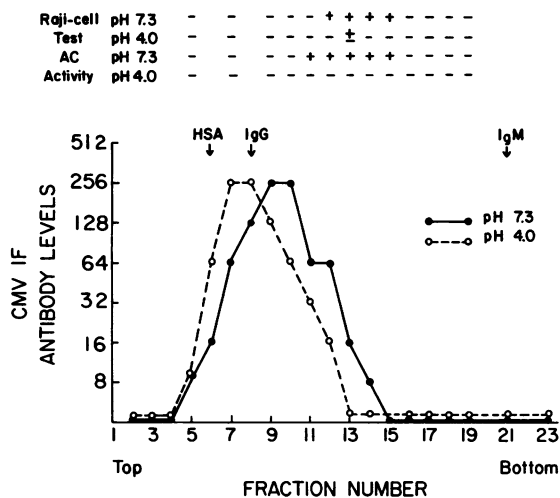 Raji-cell pH 7.3 - - - - + + + + - - - -
Test pH 4.0 - - - - - ± - - - - - -
AC pH 7.3 - - - + + + + + - - - -
Activity pH 4.0 - - - - - - - - - - - -
HSA IgG IgM
512
256
128
64
32
16
8
CMV IF
ANTIBODY LEVELS
pH 7.3
pH 4.0
1 3 5 7 9 11 13 15 17 19 21 23
Top Bottom
FRACTION NUMBER